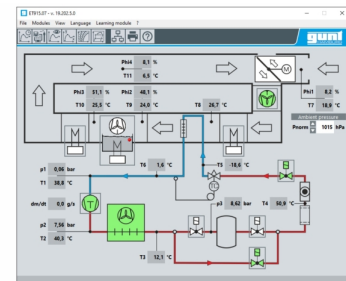 ET915.07 - v. 19.202.5.0
File Modules View Language Learning module ?
gunt
Phi4 8,1 %
T11 6,5 °C
Phi3 31,1 % Phi2 48,1 %
T10 25,5 °C T9 24,0 °C T8 26,7 °C
Phi1 8,2 %
T7 18,9 °C
ambient pressure
Pnorm 1015 hPa
M
M
M
M
p1 0,06 bar
T1 38,8 °C
T6 1,6 °C
T5 -18,6 °C
TC
dm/dt 0,0 g/s
p2 7,56 bar
T2 40,3 °C
p3 8,62 bar
T4 10,9 °C
T3 12,1 °C